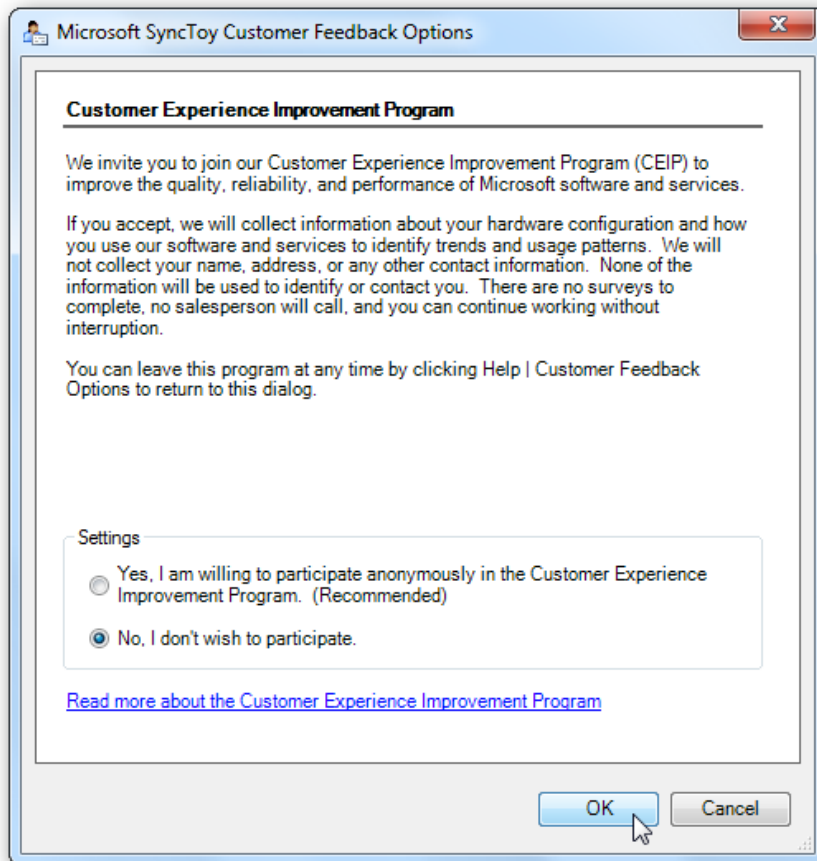 Microsoft SyncToy Customer Feedback Options
Customer Experience Improvement Program
We invite you to join our Customer Experience Improvement Program (CEIP) to
improve the quality, reliability, and performance of Microsoft software and services.
If you accept, we will collect information about your hardware configuration and how
you use our software and services to identify trends and usage patterns.  We will
not collect your name, address, or any other contact information.  None of the
information will be used to identify or contact you.  There are no surveys to
complete, no salesperson will call, and you can continue working without
interruption.
You can leave this program at any time by clicking Help | Customer Feedback
Options to return to this dialog.
Settings
Yes, I am willing to participate anonymously in the Customer Experience
Improvement Program.  (Recommended)
No, I don't wish to participate.
Read more about the Customer Experience Improvement Program
OK
Cancel